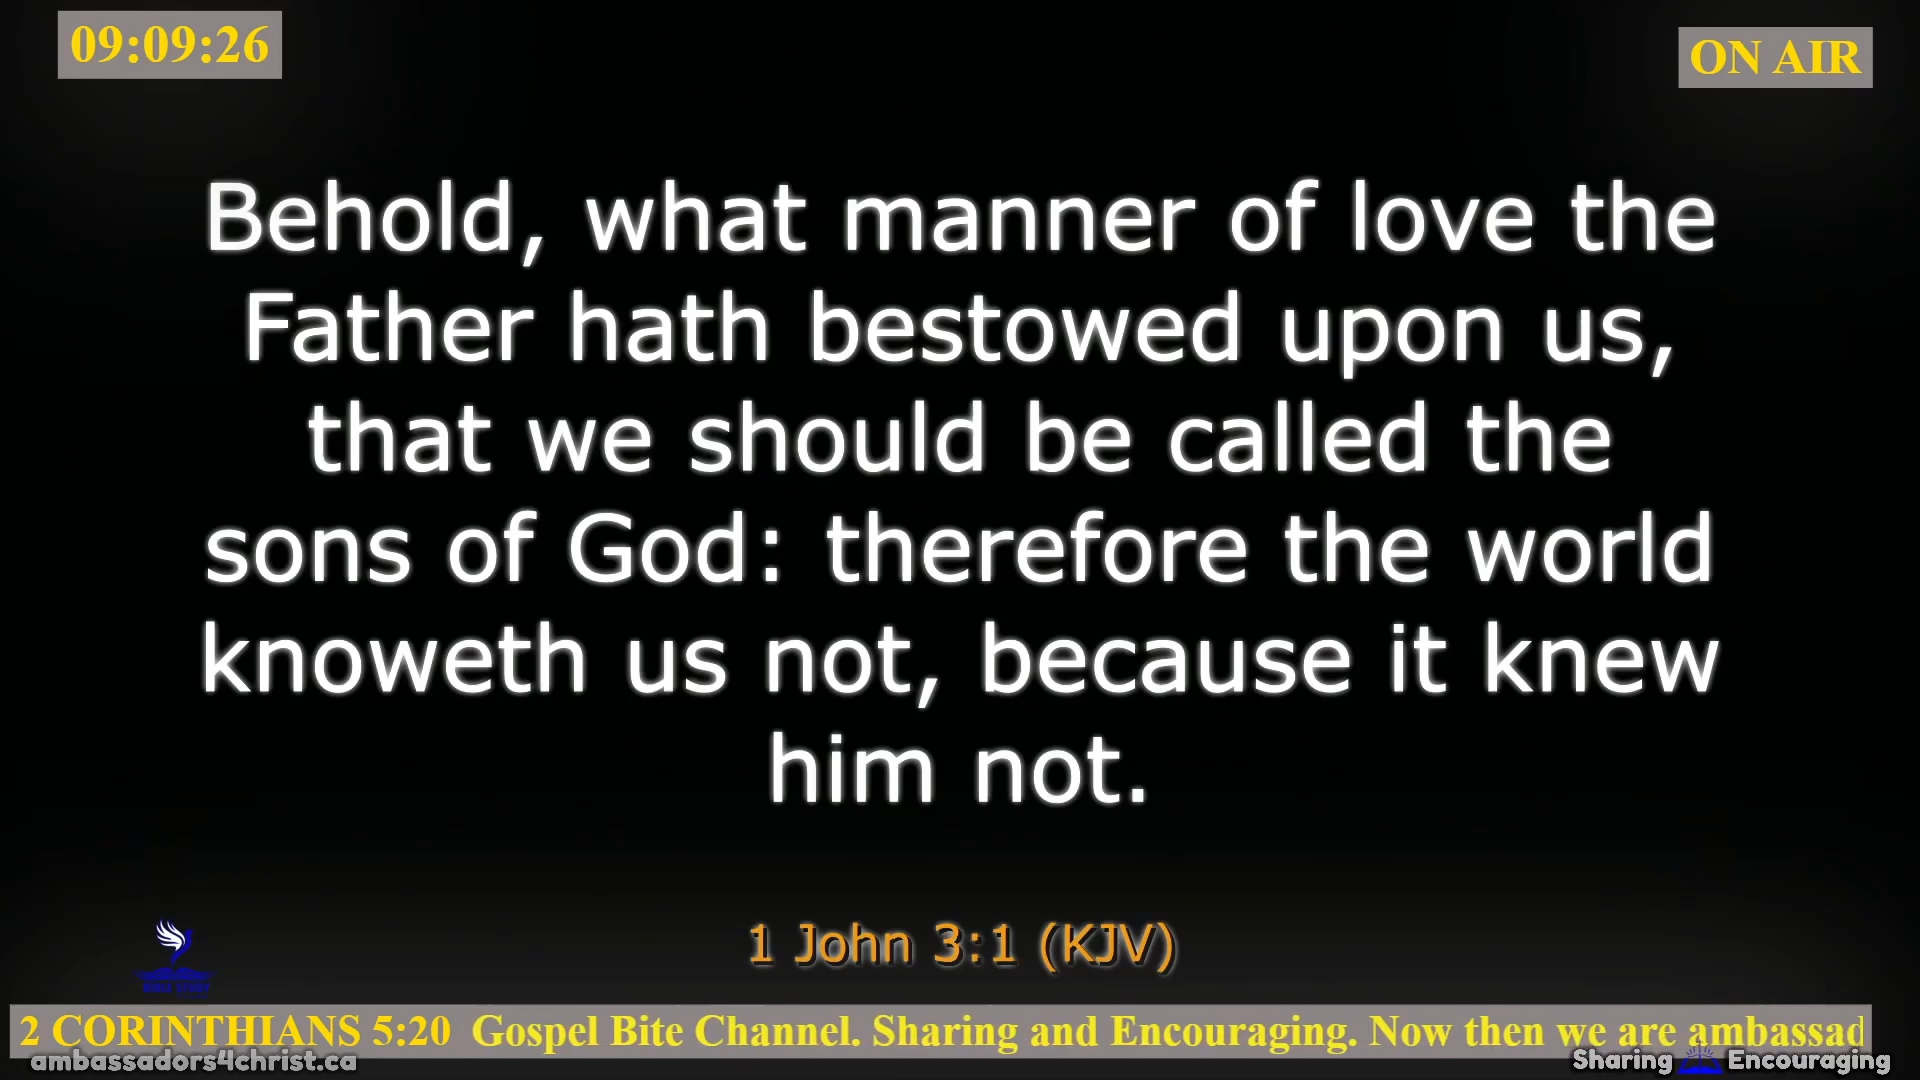 09:09:26
ON AIR
Behold, what manner of love the
Father hath bestowed upon us,
that we should be called the
sons of God: therefore the world
knoweth us not, because it knew
him not.
1 John 3:1 (KJV)
BIBLE STUDY
2 CORINTHIANS 5:20 Gospel Bite Channel. Sharing and Encouraging. Now then we are ambassad
ambassadors4christ.ca
Sharing Encouraging